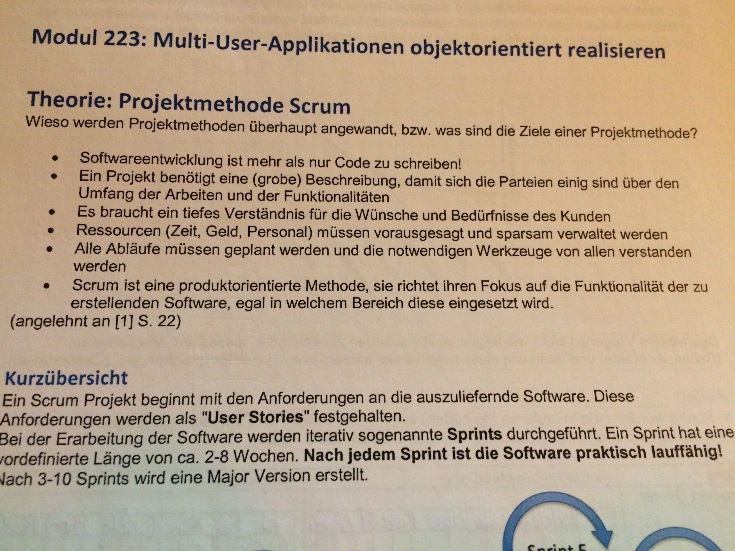 Modul 223: Multi-User-Applikationen objektorientiert realisieren
Theorie: Projektmethode Scrum
Wieso werden Projektmethoden überhaupt angewandt, bzw. was sind die Ziele einer Projektmethode?
• Softwareentwicklung ist mehr als nur Code zu schreiben!
• Ein Projekt benötigt eine (grobe) Beschreibung, damit sich die Parteien einig sind über den
Umfang der Arbeiten und der Funktionalitäten
• Es braucht ein tiefes Verständnis für die Wünsche und Bedürfnisse des Kunden
• Ressourcen (Zeit, Geld, Personal) müssen vorausgesagt und sparsam verwaltet werden
• Alle Abläufe müssen geplant werden und die notwendigen Werkzeuge von allen verstanden
werden
• Scrum ist eine produktorientierte Methode, sie richtet ihren Fokus auf die Funktionalität der zu
erstellenden Software, egal in welchem Bereich diese eingesetzt wird.
(angelehnt an [1] S. 22)
Kurzübersicht
Ein Scrum Projekt beginnt mit den Anforderungen an die auszuliefernde Software. Diese
Anforderungen werden als "User Stories" festgehalten.
Bei der Erarbeitung der Software werden iterativ sogenannte Sprints durchgeführt. Ein Sprint hat eine
vordefinierte Länge von ca. 2-8 Wochen. Nach jedem Sprint ist die Software praktisch lauffähig!
Nach 3-10 Sprints wird eine Major Version erstellt.
Sprint